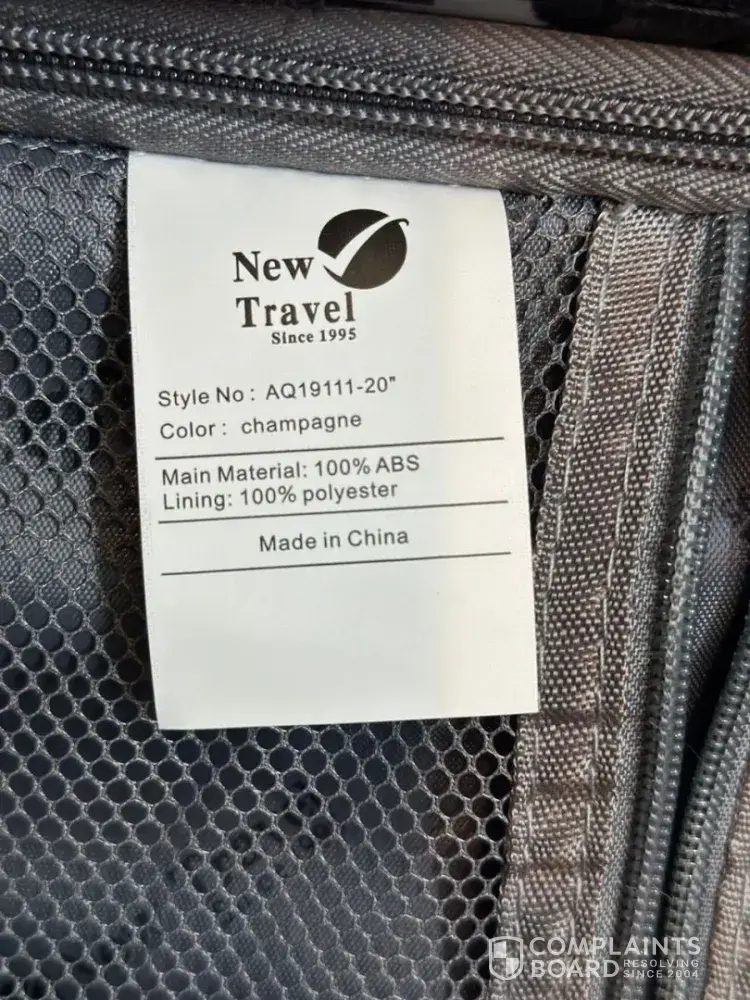 New
Travel
Since 1995
Style No : AQ19111-20"
Color : champagne
Main Material: 100% ABS
Lining: 100% polyester
Made in China
COMPLAINTS
BOARD RESOLVING
SINCE 2004